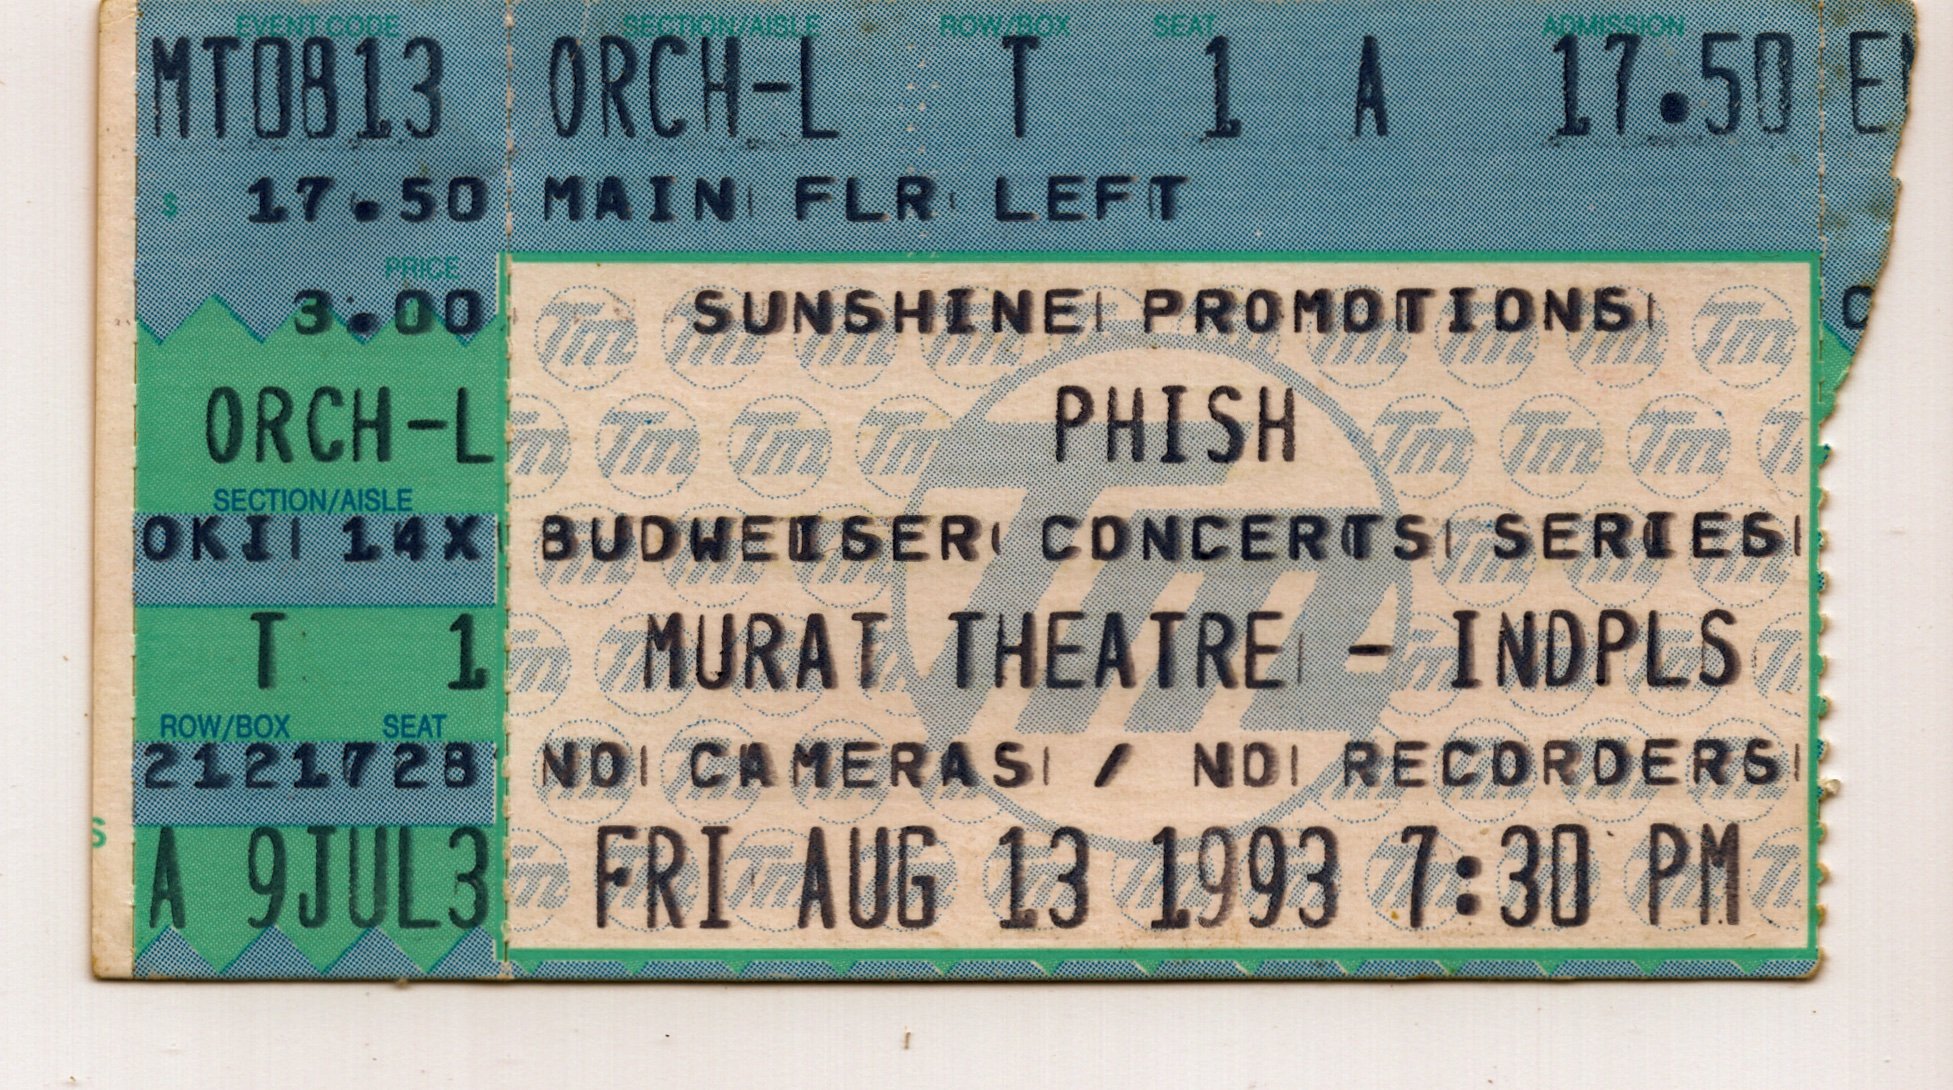 EVENT CODE SECTION/AISLE ROW/BOX SEAT ADMISSION
MT0813 ORCH-L T 1 A 17.50
$ 17.50 MAIN FLR LEFT
PRICE
3.00 SUNSHINE PROMOTIONS
ORCH-L PHISH
SECTION/AISLE
OKI 14X BUDWEISER CONCERTS SERIES
T 1 MURAT THEATRE - INDPLS
ROW/BOX SEAT
2121728 NO CAMERAS / NO RECORDERS
A 9JUL3 FRI AUG 13 1993 7:30 PM
Tm